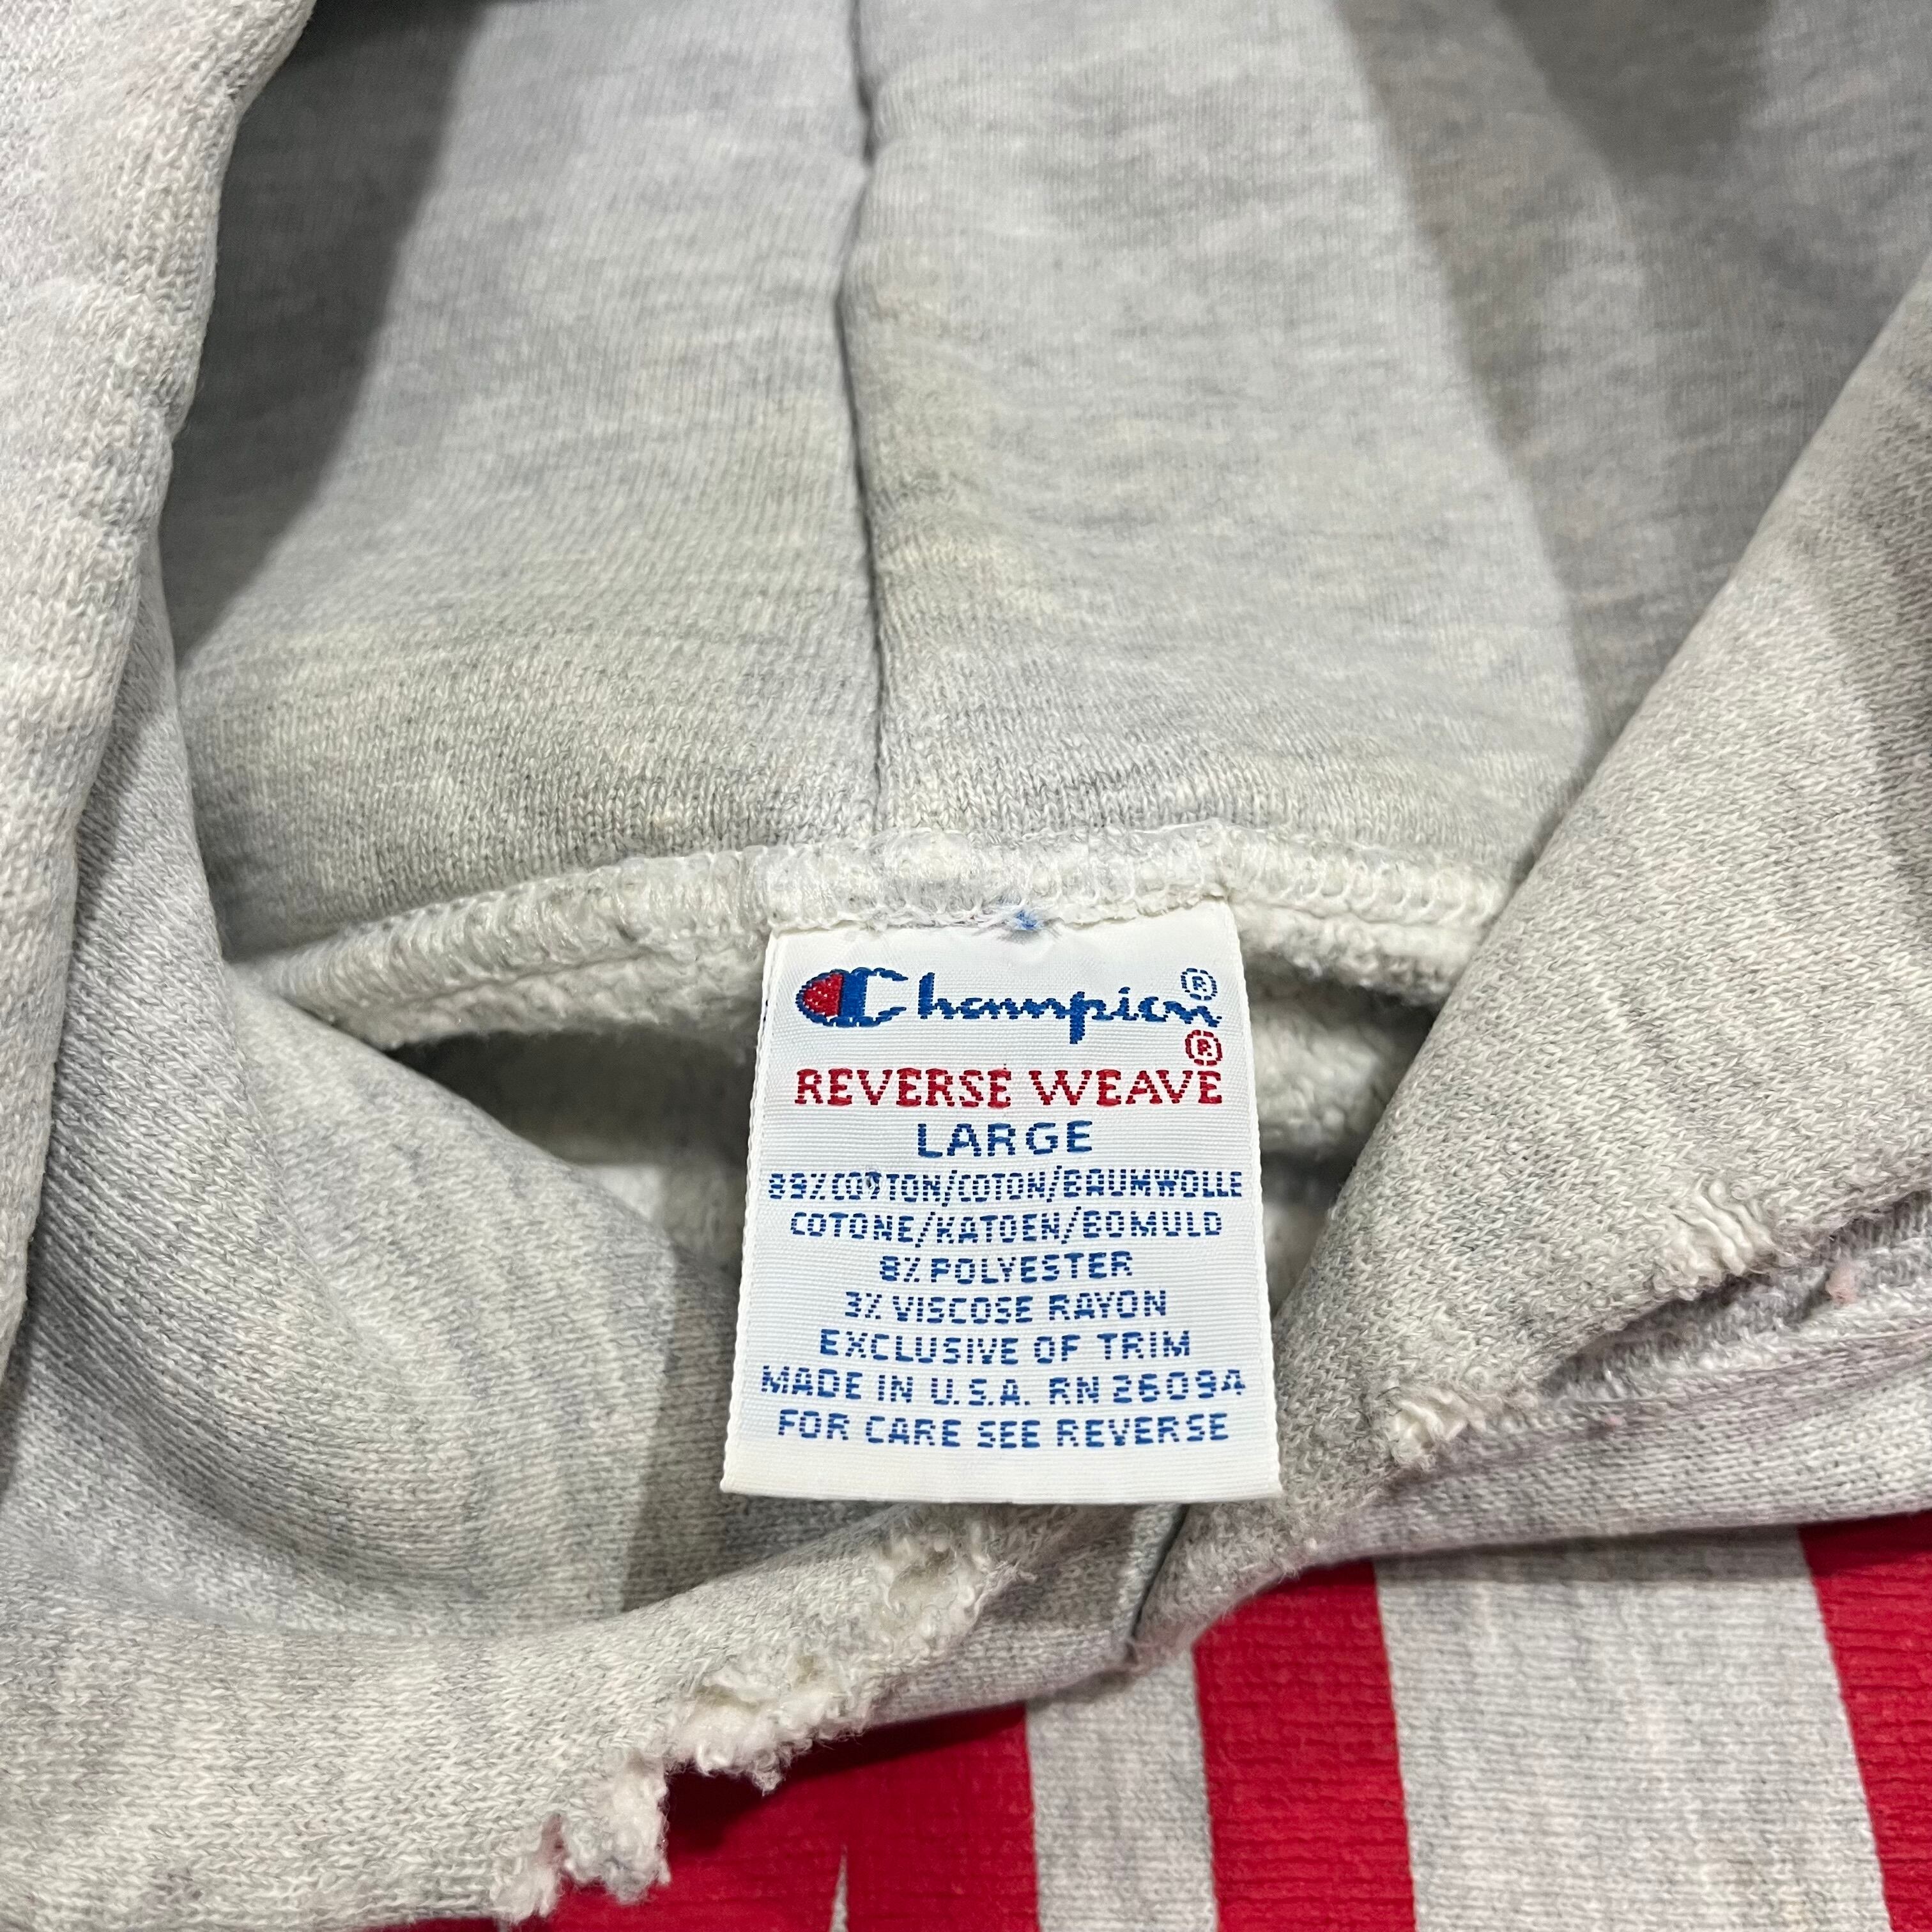 Champion®
REVERSE WEAVE®
LARGE
89% COTTON/COTON/BAUMWOLLE
COTONE/KATOEN/BOMULD
8% POLYESTER
3% VISCOSE RAYON
EXCLUSIVE OF TRIM
MADE IN U.S.A. RN 26094
FOR CARE SEE REVERSE